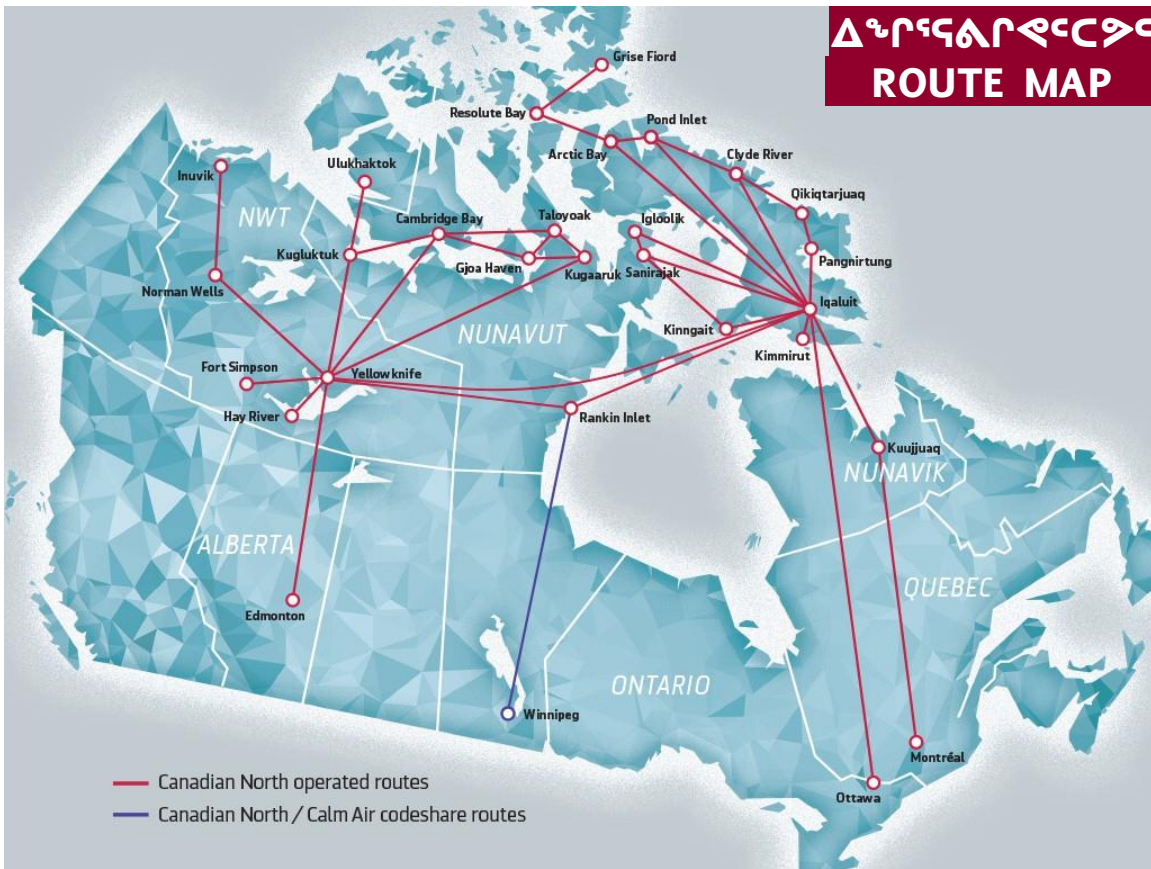 ᐃᖏᕐᕋᕕᒋᕙᑦᑕᕗᑦ
ROUTE MAP
Grise Fiord
Resolute Bay
Pond Inlet
Arctic Bay
Clyde River
Ulukhaktok
Inuvik
Qikiqtarjuaq
NWT
Cambridge Bay
Taloyoak
Igloolik
Kugluktuk
Gjoa Haven
Kugaaruk
Sanirajak
Pangnirtung
Norman Wells
Iqaluit
NUNAVUT
Kinngait
Kimmirut
Fort Simpson
Yellowknife
Hay River
Rankin Inlet
Kuujjuaq
NUNAVIK
ALBERTA
QUEBEC
Edmonton
ONTARIO
Winnipeg
Montréal
Ottawa
Canadian North operated routes
Canadian North / Calm Air codeshare routes